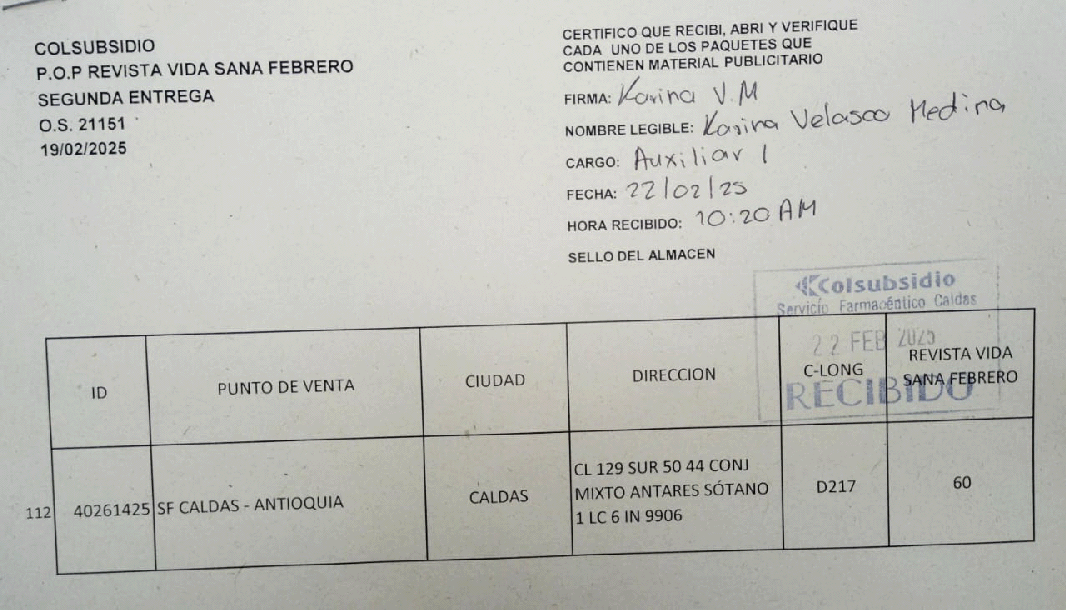 COLSUBSIDIO
P.O.P REVISTA VIDA SANA FEBRERO
SEGUNDA ENTREGA
O.S. 21151
19/02/2025
CERTIFICO QUE RECIBI, ABRI Y VERIFIQUE
CADA UNO DE LOS PAQUETES QUE
CONTIENEN MATERIAL PUBLICITARIO
FIRMA: Karina V.M
NOMBRE LEGIBLE: Karina Velasco Medina
CARGO: Auxiliar 1
FECHA: 22/02/25
HORA RECIBIDO: 10:20 AM
SELLO DEL ALMACEN
Colsubsidio
Servicio Farmacéutico Caldas
22 FEB 2025
RECIBIDO
ID PUNTO DE VENTA CIUDAD DIRECCION C-LONG REVISTA VIDA
SANA FEBRERO
112 40261425 SF CALDAS - ANTIOQUIA CALDAS CL 129 SUR 50 44 CONJ
MIXTO ANTARES SÓTANO
1 LC 6 IN 9906
D217 60